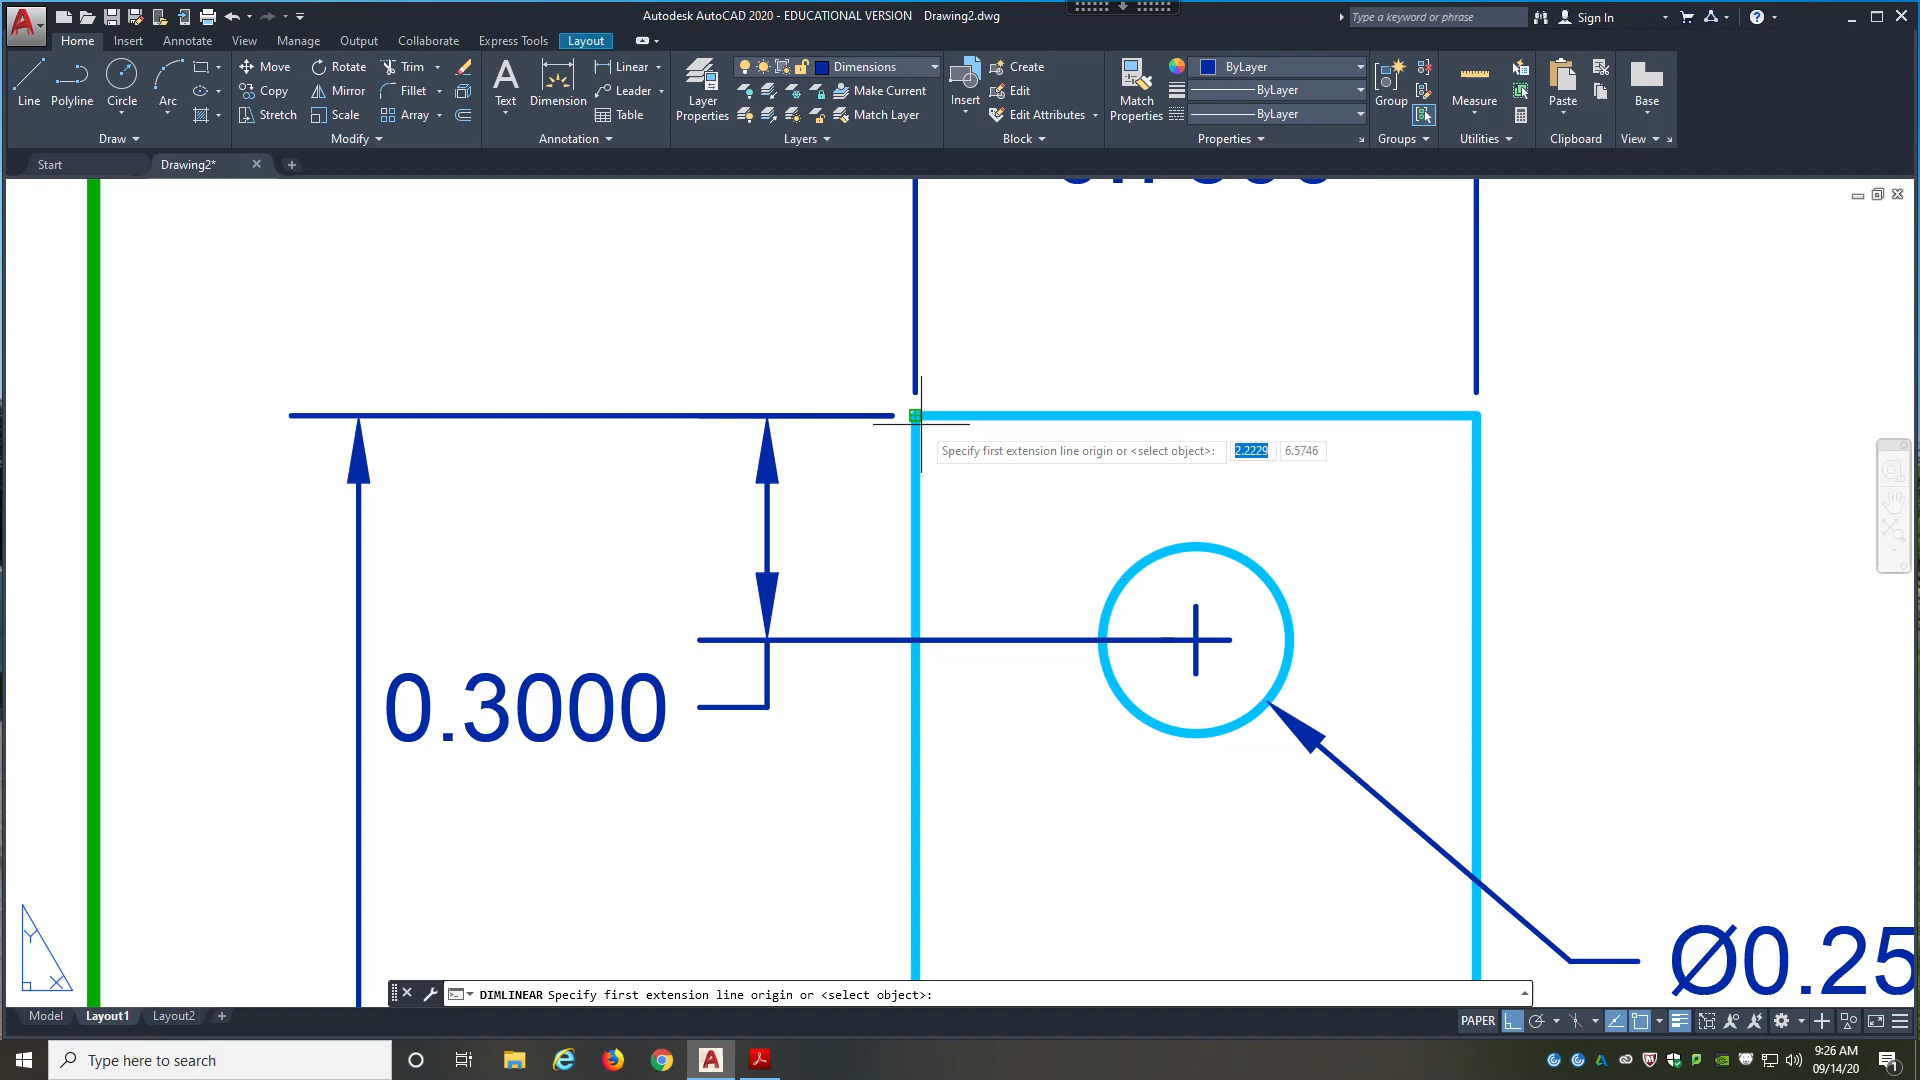 Autodesk AutoCAD 2020 - EDUCATIONAL VERSION Drawing2.dwg
Type a keyword or phrase
Sign In
Home Insert Annotate View Manage Output Collaborate Express Tools Layout
Line Polyline Circle Arc
Move Rotate Trim
Copy Mirror Fillet
Stretch Scale Array
Text Dimension
Linear
Leader
Table
Layer Properties
Dimensions
Make Current
Match Layer
Insert
Create
Edit
Edit Attributes
Match Properties
ByLayer
ByLayer
ByLayer
Group
Measure
Paste
Base
Draw Modify Annotation Layers Block Properties Groups Utilities Clipboard View
Start Drawing2*
Specify first extension line origin or <select object>: 2.2229 6.5746
0.3000
Ø0.25
Y
X
DIMLINEAR Specify first extension line origin or <select object>:
Model Layout1 Layout2
PAPER
Type here to search
9:26 AM
09/14/20
1